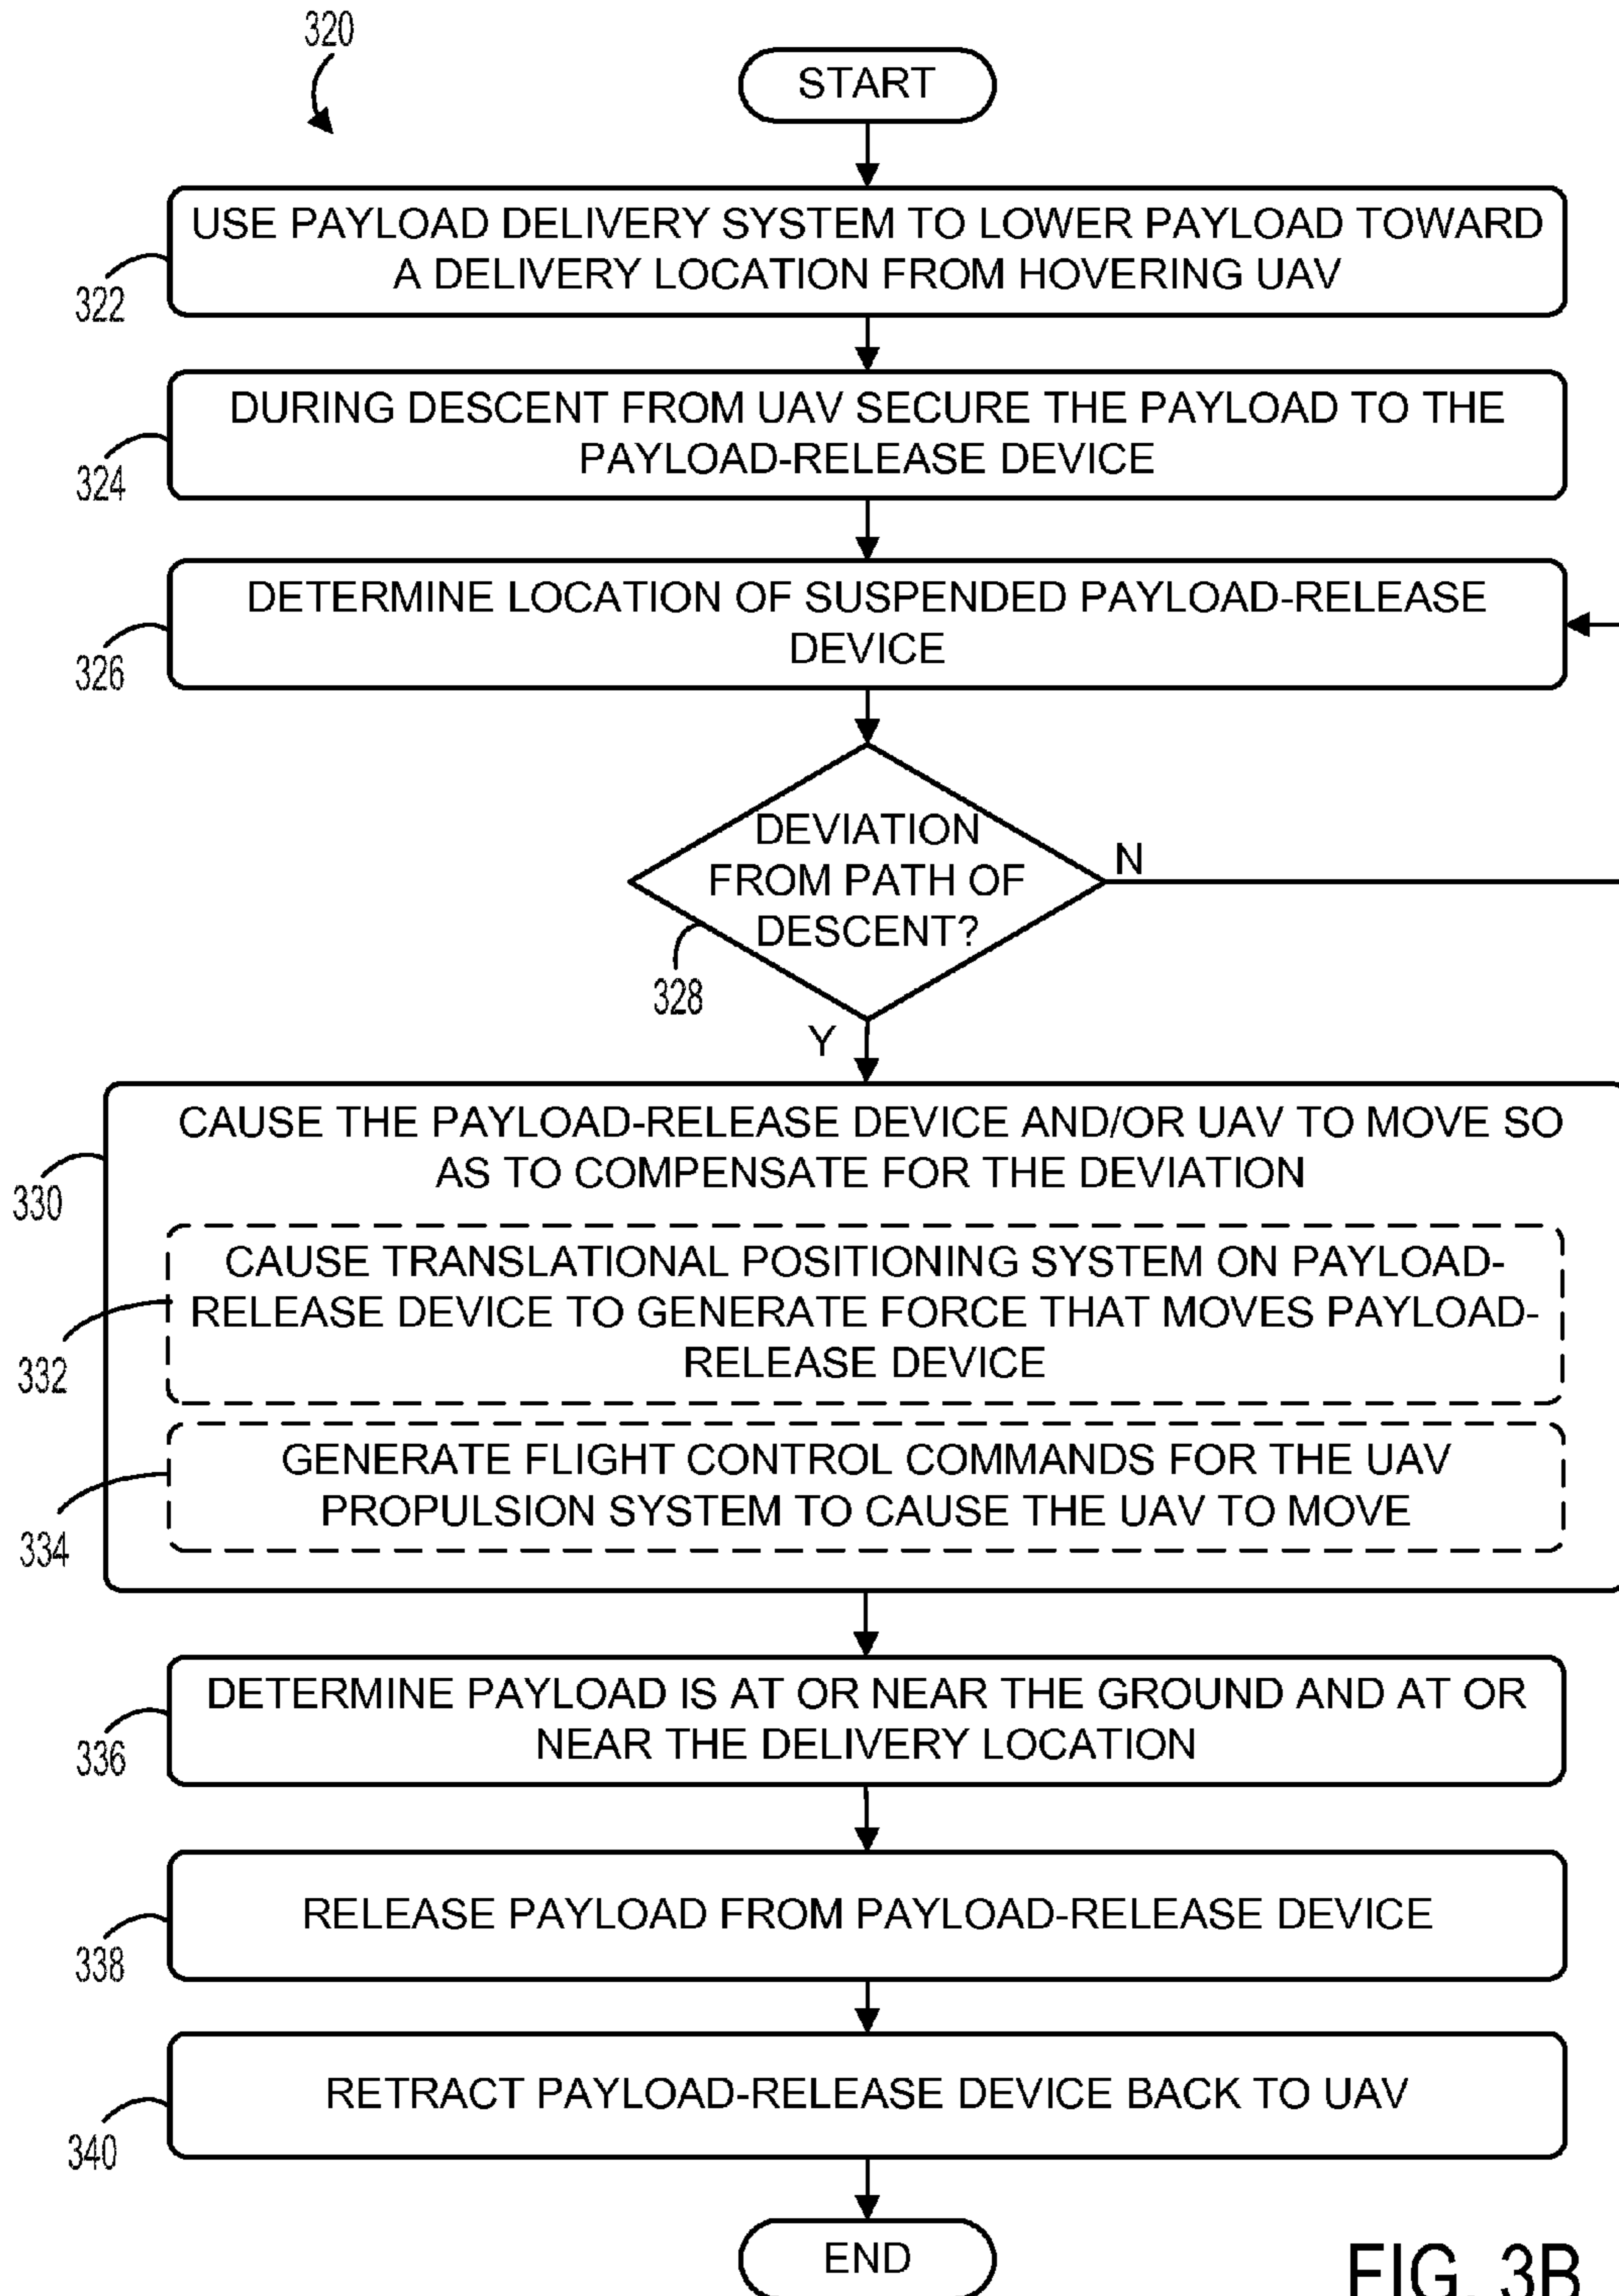 320
START
USE PAYLOAD DELIVERY SYSTEM TO LOWER PAYLOAD TOWARD
A DELIVERY LOCATION FROM HOVERING UAV
322
DURING DESCENT FROM UAV SECURE THE PAYLOAD TO THE
PAYLOAD-RELEASE DEVICE
324
DETERMINE LOCATION OF SUSPENDED PAYLOAD-RELEASE
DEVICE
326
DEVIATION
FROM PATH OF
DESCENT?
N
328
Y
CAUSE THE PAYLOAD-RELEASE DEVICE AND/OR UAV TO MOVE SO
AS TO COMPENSATE FOR THE DEVIATION
330
CAUSE TRANSLATIONAL POSITIONING SYSTEM ON PAYLOAD-
RELEASE DEVICE TO GENERATE FORCE THAT MOVES PAYLOAD-
RELEASE DEVICE
332
GENERATE FLIGHT CONTROL COMMANDS FOR THE UAV
PROPULSION SYSTEM TO CAUSE THE UAV TO MOVE
334
DETERMINE PAYLOAD IS AT OR NEAR THE GROUND AND AT OR
NEAR THE DELIVERY LOCATION
336
RELEASE PAYLOAD FROM PAYLOAD-RELEASE DEVICE
338
RETRACT PAYLOAD-RELEASE DEVICE BACK TO UAV
340
END
FIG. 3B